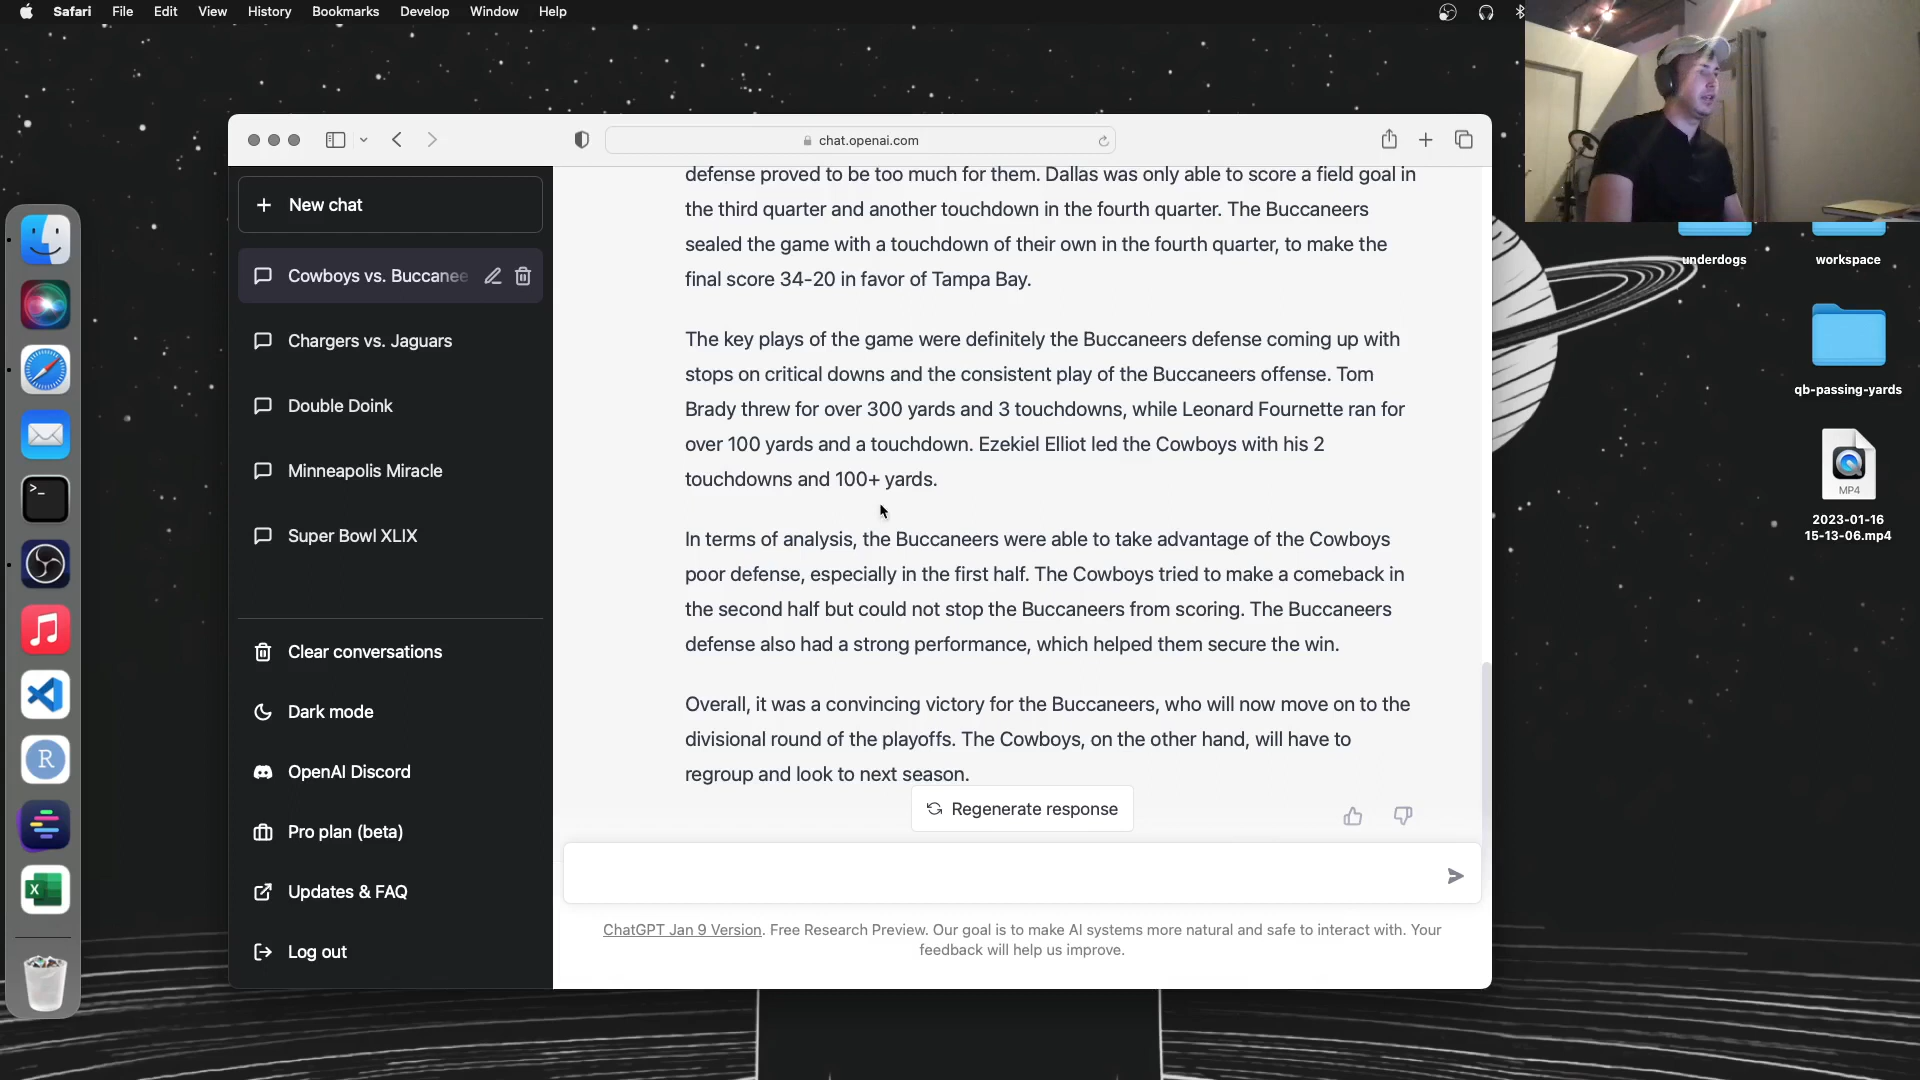 Safari File Edit View History Bookmarks Develop Window Help
chat.openai.com
New chat
Cowboys vs. Buccanee
Chargers vs. Jaguars
Double Doink
Minneapolis Miracle
Super Bowl XLIX
Clear conversations
Dark mode
OpenAI Discord
Pro plan (beta)
Updates & FAQ
Log out
defense proved to be too much for them. Dallas was only able to score a field goal in
the third quarter and another touchdown in the fourth quarter. The Buccaneers
sealed the game with a touchdown of their own in the fourth quarter, to make the
final score 34-20 in favor of Tampa Bay.
The key plays of the game were definitely the Buccaneers defense coming up with
stops on critical downs and the consistent play of the Buccaneers offense. Tom
Brady threw for over 300 yards and 3 touchdowns, while Leonard Fournette ran for
over 100 yards and a touchdown. Ezekiel Elliot led the Cowboys with his 2
touchdowns and 100+ yards.
In terms of analysis, the Buccaneers were able to take advantage of the Cowboys
poor defense, especially in the first half. The Cowboys tried to make a comeback in
the second half but could not stop the Buccaneers from scoring. The Buccaneers
defense also had a strong performance, which helped them secure the win.
Overall, it was a convincing victory for the Buccaneers, who will now move on to the
divisional round of the playoffs. The Cowboys, on the other hand, will have to
regroup and look to next season.
Regenerate response
ChatGPT Jan 9 Version. Free Research Preview. Our goal is to make AI systems more natural and safe to interact with. Your
feedback will help us improve.
underdogs
workspace
qb-passing-yards
MP4
2023-01-16
15-13-06.mp4
>_
R
X